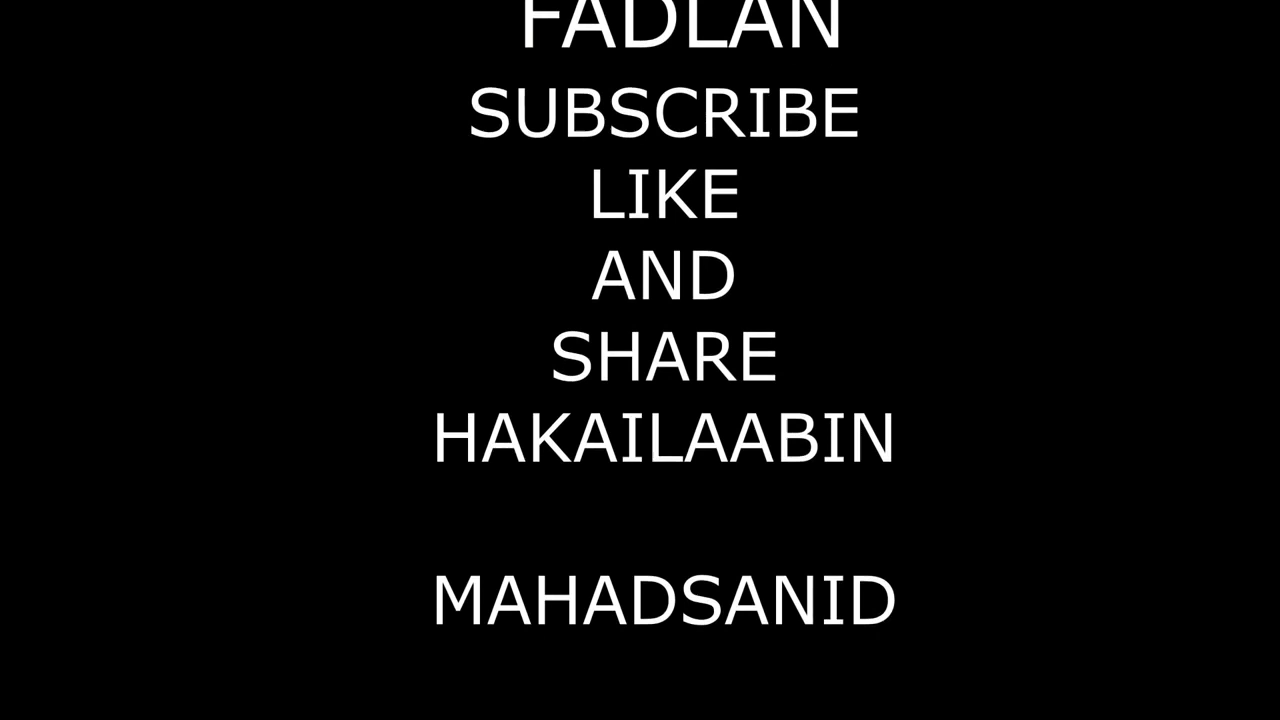 FADLAN
SUBSCRIBE
LIKE
AND
SHARE
HAKAILAABIN
MAHADSANID